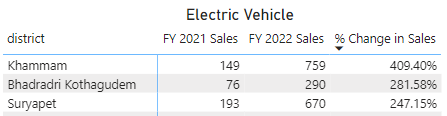 Electric Vehicle
district FY 2021 Sales FY 2022 Sales % Change in Sales
Khammam 149 759 409.40%
Bhadradri Kothagudem 76 290 281.58%
Suryapet 193 670 247.15%